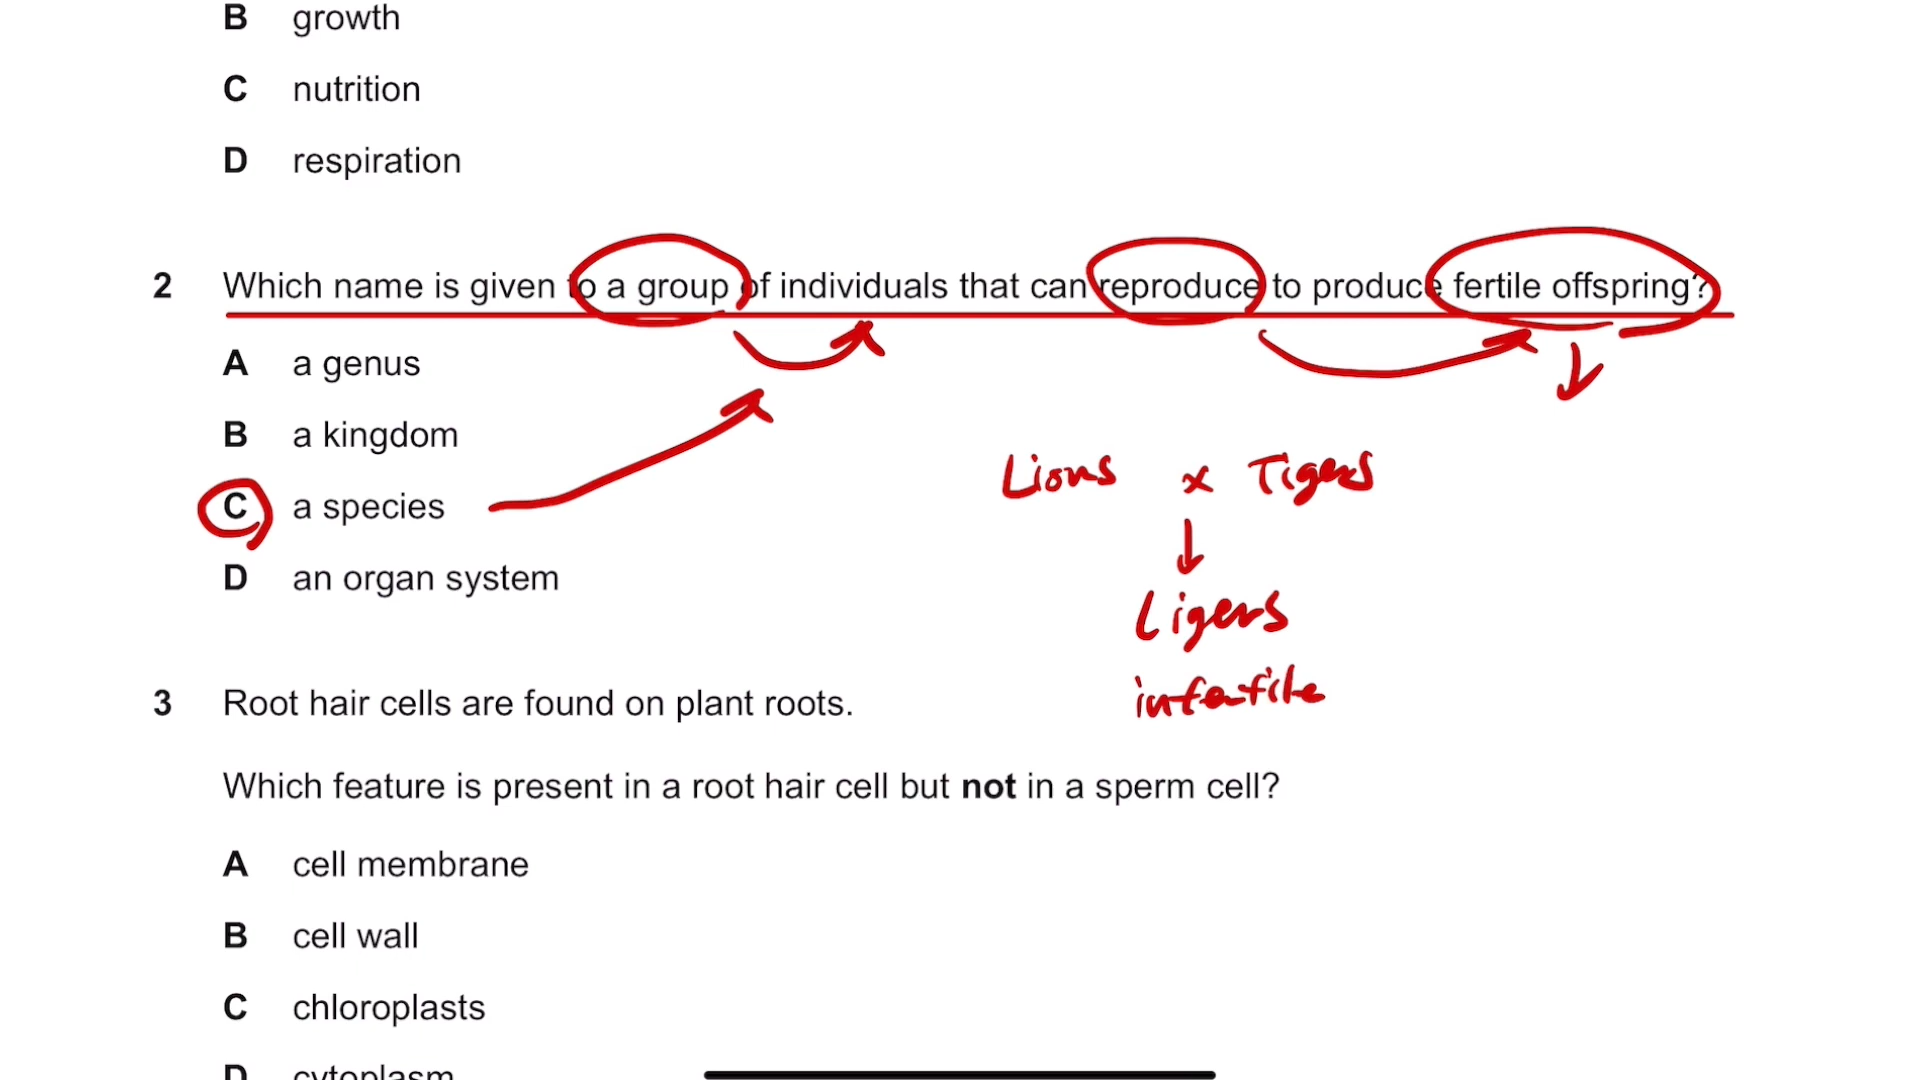 B growth
C nutrition
D respiration
2 Which name is given to a group of individuals that can reproduce to produce fertile offspring?
A a genus
B a kingdom
C a species
D an organ system
Lions x Tigers
Ligers
infertile
3 Root hair cells are found on plant roots.
Which feature is present in a root hair cell but not in a sperm cell?
A cell membrane
B cell wall
C chloroplasts
D cytoplasm